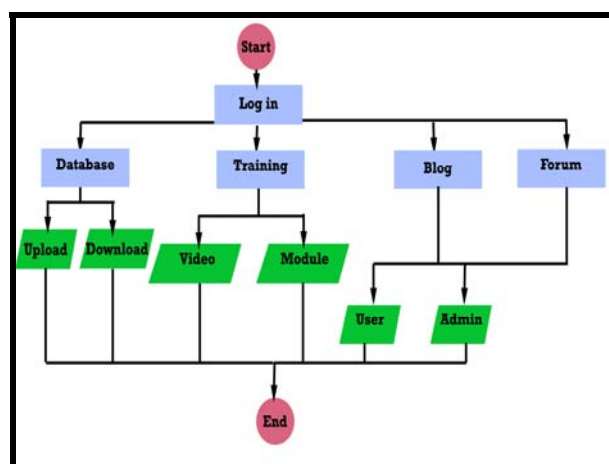 Start
Log in
Database
Training
Blog
Forum
Upload
Download
Video
Module
User
Admin
End